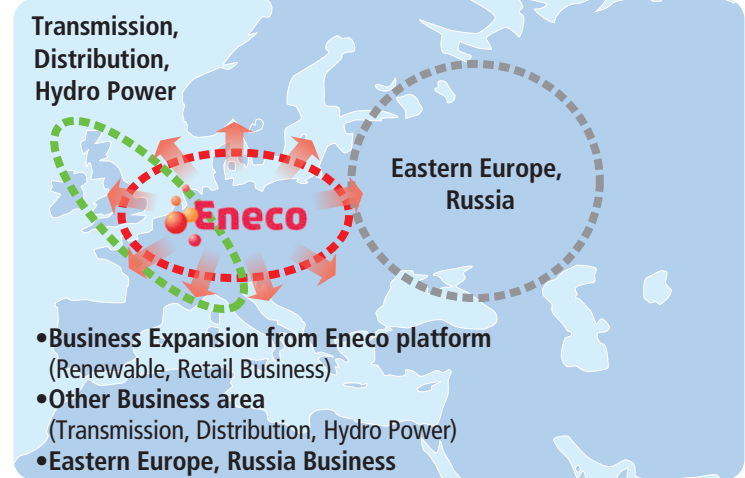 Transmission,
Distribution,
Hydro Power
Eastern Europe,
Russia
Eneco
•Business Expansion from Eneco platform
(Renewable, Retail Business)
•Other Business area
(Transmission, Distribution, Hydro Power)
•Eastern Europe, Russia Business